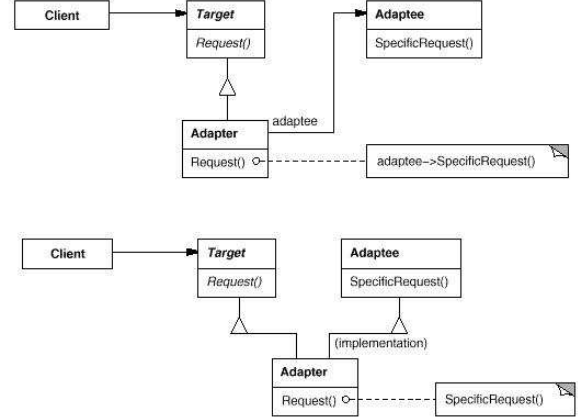 Client
Target
Request()
Adaptee
SpecificRequest()
adaptee
Adapter
Request()
adaptee->SpecificRequest()
Client
Target
Request()
Adaptee
SpecificRequest()
(implementation)
Adapter
Request()
SpecificRequest()